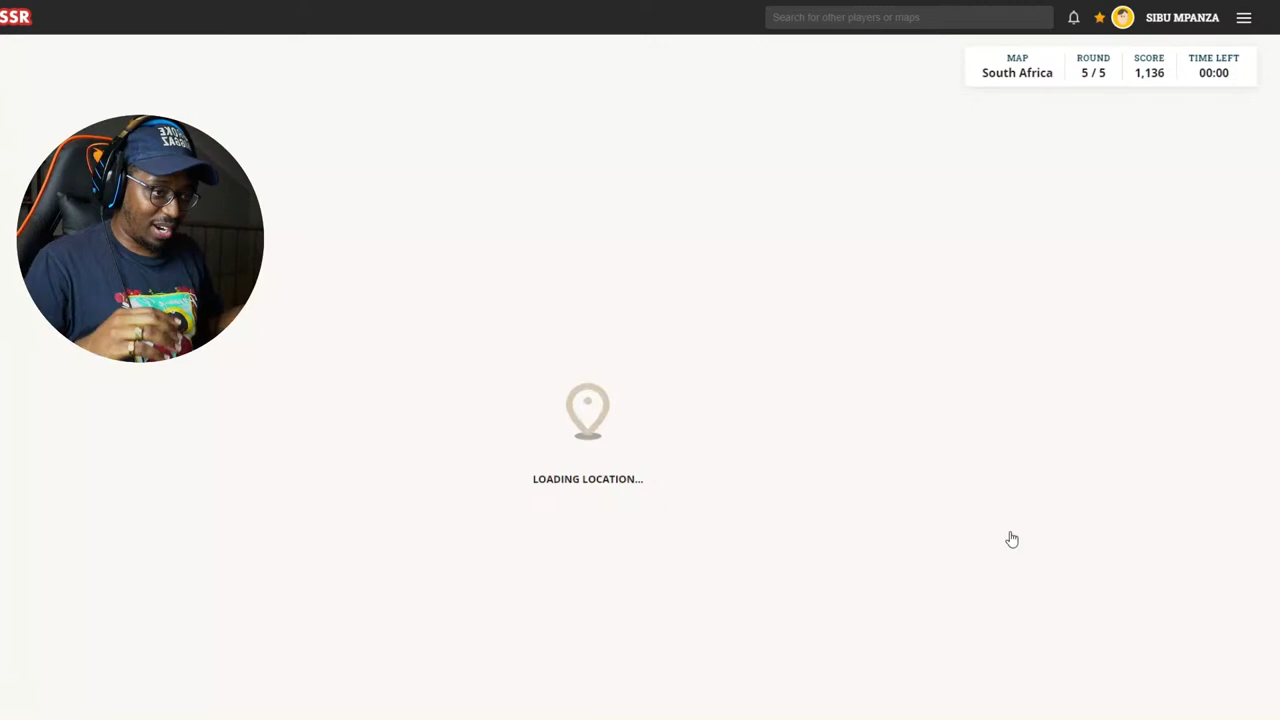 SSR
Search for other players or maps
SIBU MPANZA
MAP
ROUND
SCORE
TIME LEFT
South Africa
5 / 5
1,136
00:00
LOADING LOCATION...